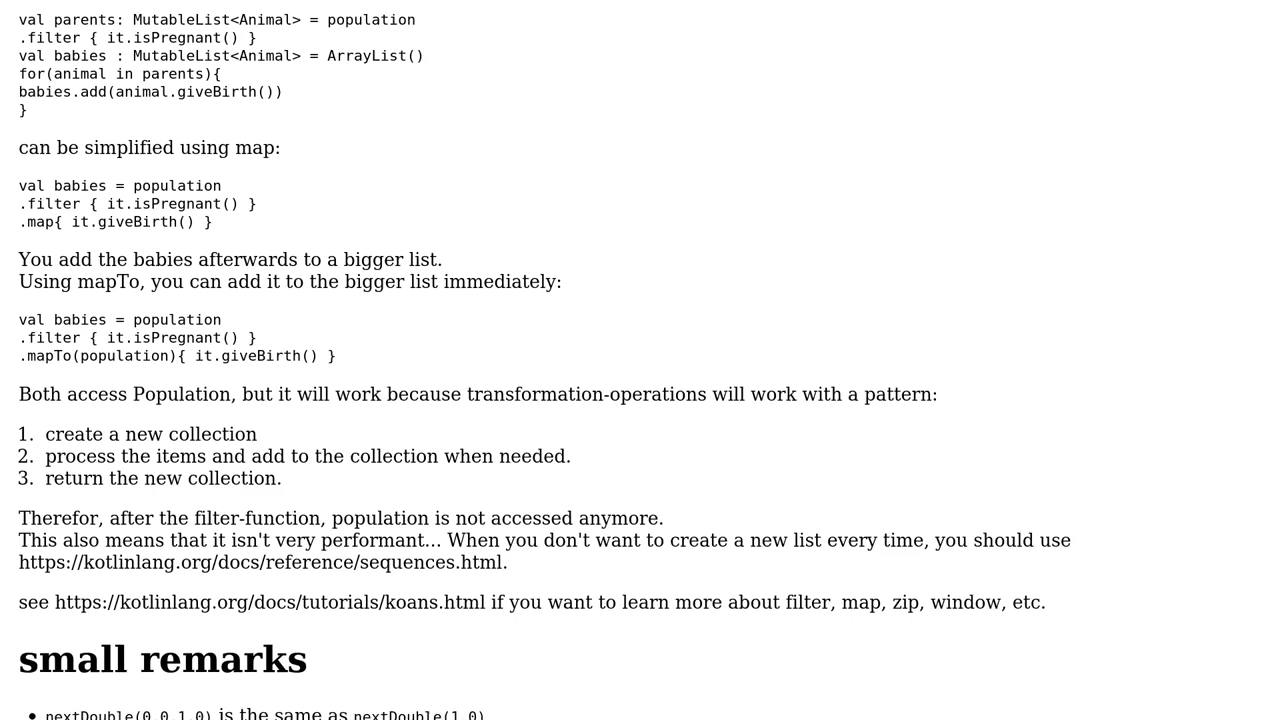 val parents: MutableList<Animal> = population
.filter { it.isPregnant() }
val babies : MutableList<Animal> = ArrayList()
for(animal in parents){
babies.add(animal.giveBirth())
}
can be simplified using map:
val babies = population
.filter { it.isPregnant() }
.map{ it.giveBirth() }
You add the babies afterwards to a bigger list.
Using mapTo, you can add it to the bigger list immediately:
val babies = population
.filter { it.isPregnant() }
.mapTo(population){ it.giveBirth() }
Both access Population, but it will work because transformation-operations will work with a pattern:
1. create a new collection
2. process the items and add to the collection when needed.
3. return the new collection.
Therefor, after the filter-function, population is not accessed anymore.
This also means that it isn't very performant... When you don't want to create a new list every time, you should use
https://kotlinlang.org/docs/reference/sequences.html.
see https://kotlinlang.org/docs/tutorials/koans.html if you want to learn more about filter, map, zip, window, etc.
small remarks
• nextDouble(0.0,1.0) is the same as nextDouble(1.0)